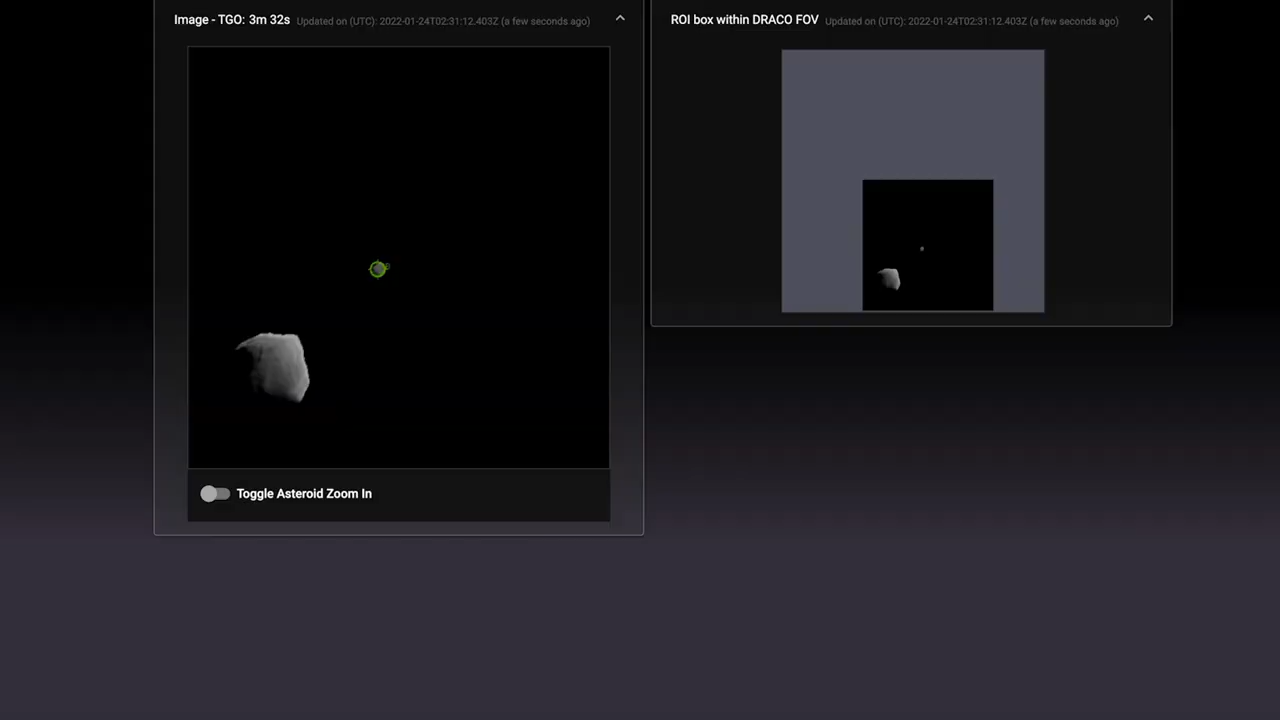 Image - TGO: 3m 32s Updated on (UTC): 2022-01-24T02:31:12.403Z (a few seconds ago)
ROI box within DRACO FOV Updated on (UTC): 2022-01-24T02:31:12.403Z (a few seconds ago)
Toggle Asteroid Zoom In